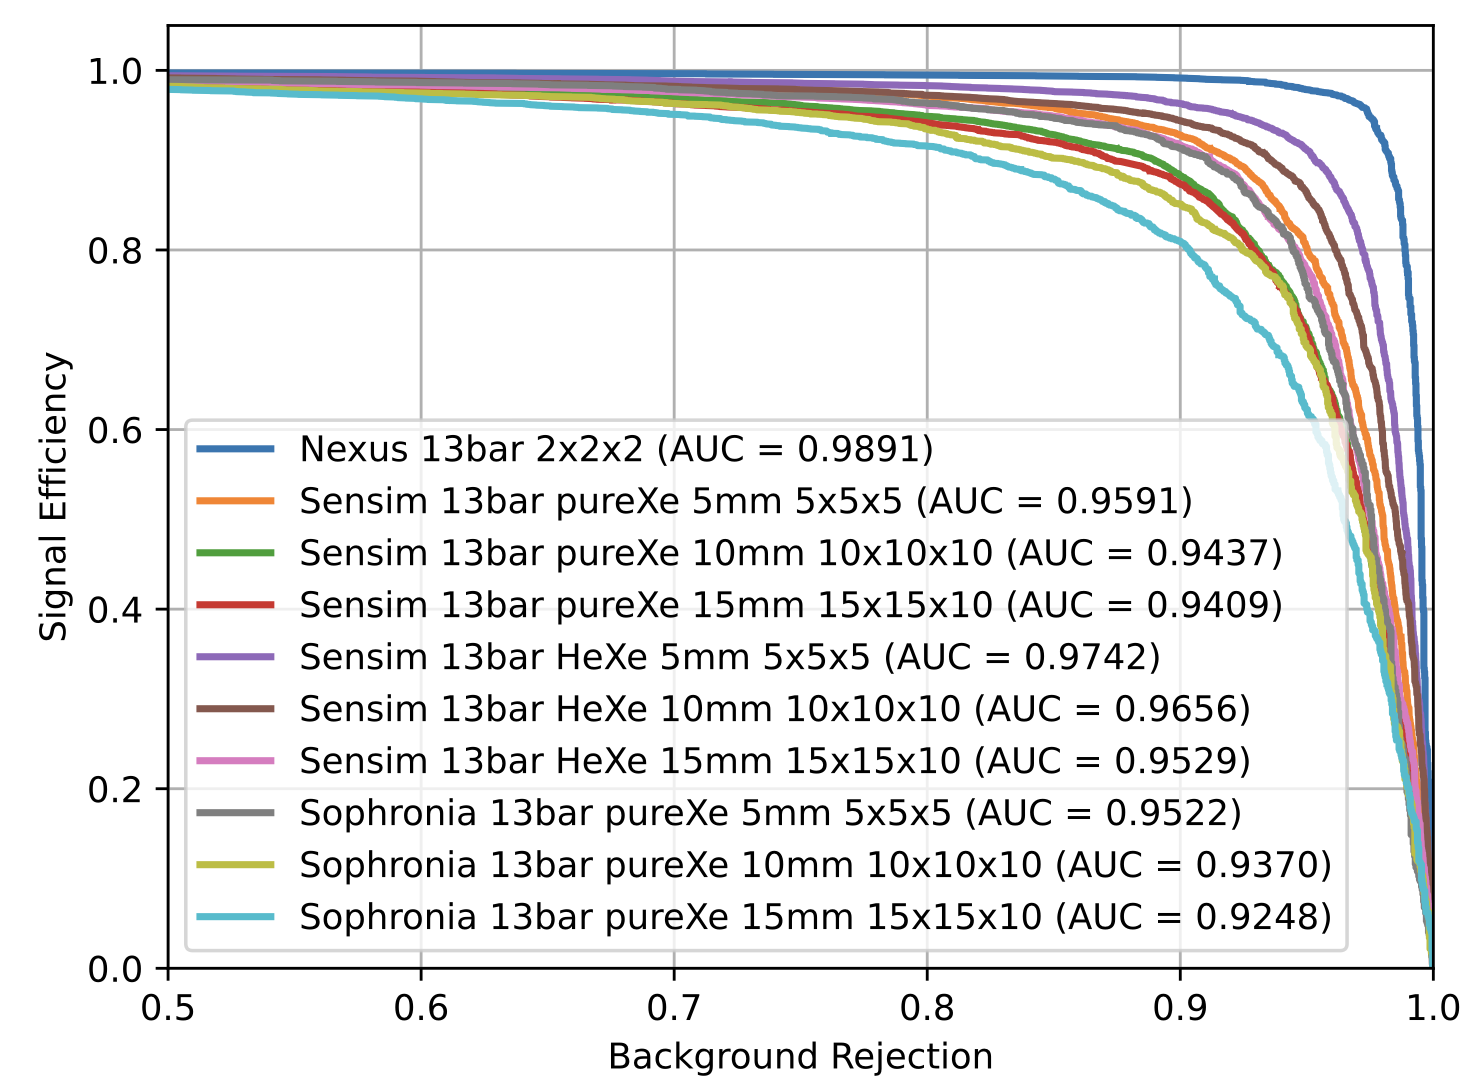 1.0
0.8
0.6
0.4
0.2
0.0
Signal Efficiency
Nexus 13bar 2x2x2 (AUC = 0.9891)
Sensim 13bar pureXe 5mm 5x5x5 (AUC = 0.9591)
Sensim 13bar pureXe 10mm 10x10x10 (AUC = 0.9437)
Sensim 13bar pureXe 15mm 15x15x10 (AUC = 0.9409)
Sensim 13bar HeXe 5mm 5x5x5 (AUC = 0.9742)
Sensim 13bar HeXe 10mm 10x10x10 (AUC = 0.9656)
Sensim 13bar HeXe 15mm 15x15x10 (AUC = 0.9529)
Sophronia 13bar pureXe 5mm 5x5x5 (AUC = 0.9522)
Sophronia 13bar pureXe 10mm 10x10x10 (AUC = 0.9370)
Sophronia 13bar pureXe 15mm 15x15x10 (AUC = 0.9248)
0.5 0.6 0.7 0.8 0.9 1.0
Background Rejection